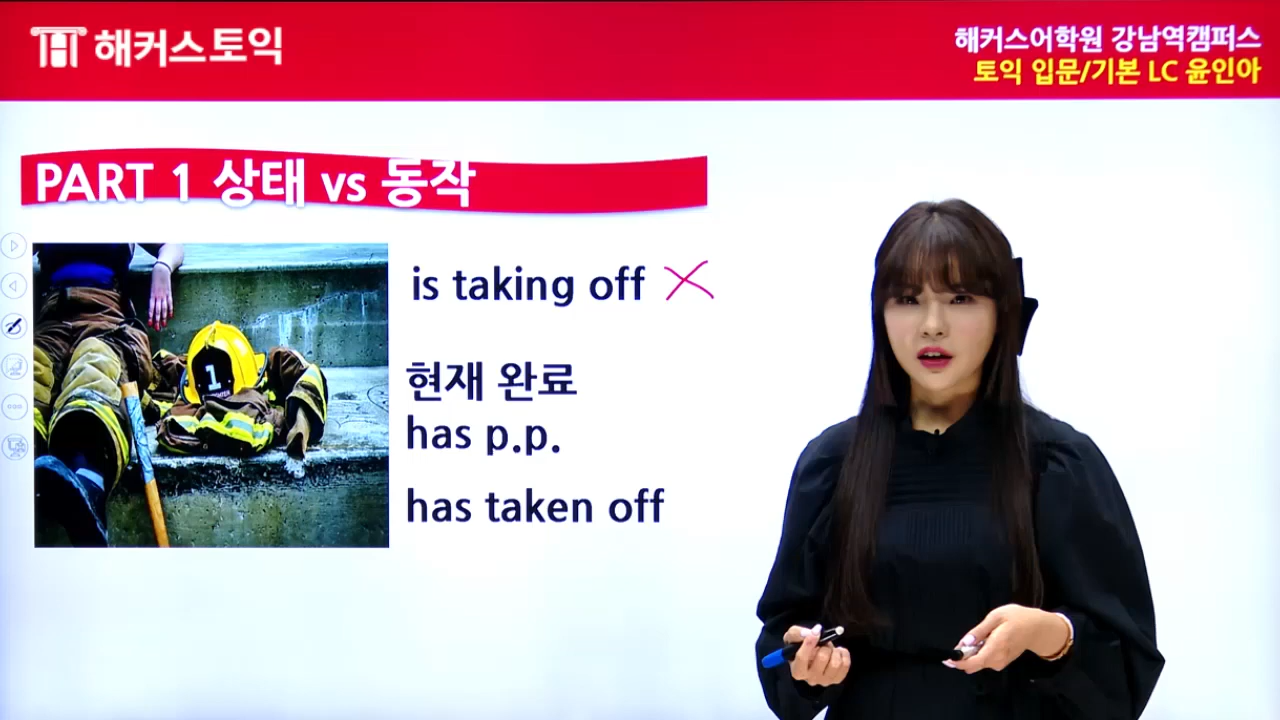 해커스토익
해커스어학원 강남역캠퍼스
토익 입문/기본 LC 윤인아
PART 1 상태 vs 동작
is taking off
현재 완료
has p.p.
has taken off
1